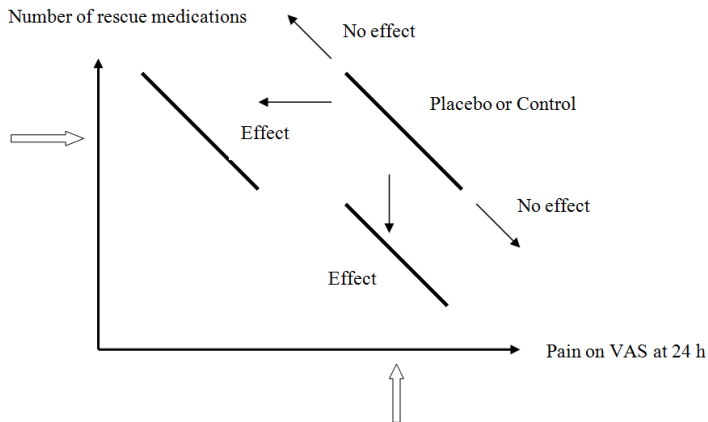 Number of rescue medications
No effect
Placebo or Control
Effect
No effect
Effect
Pain on VAS at 24 h